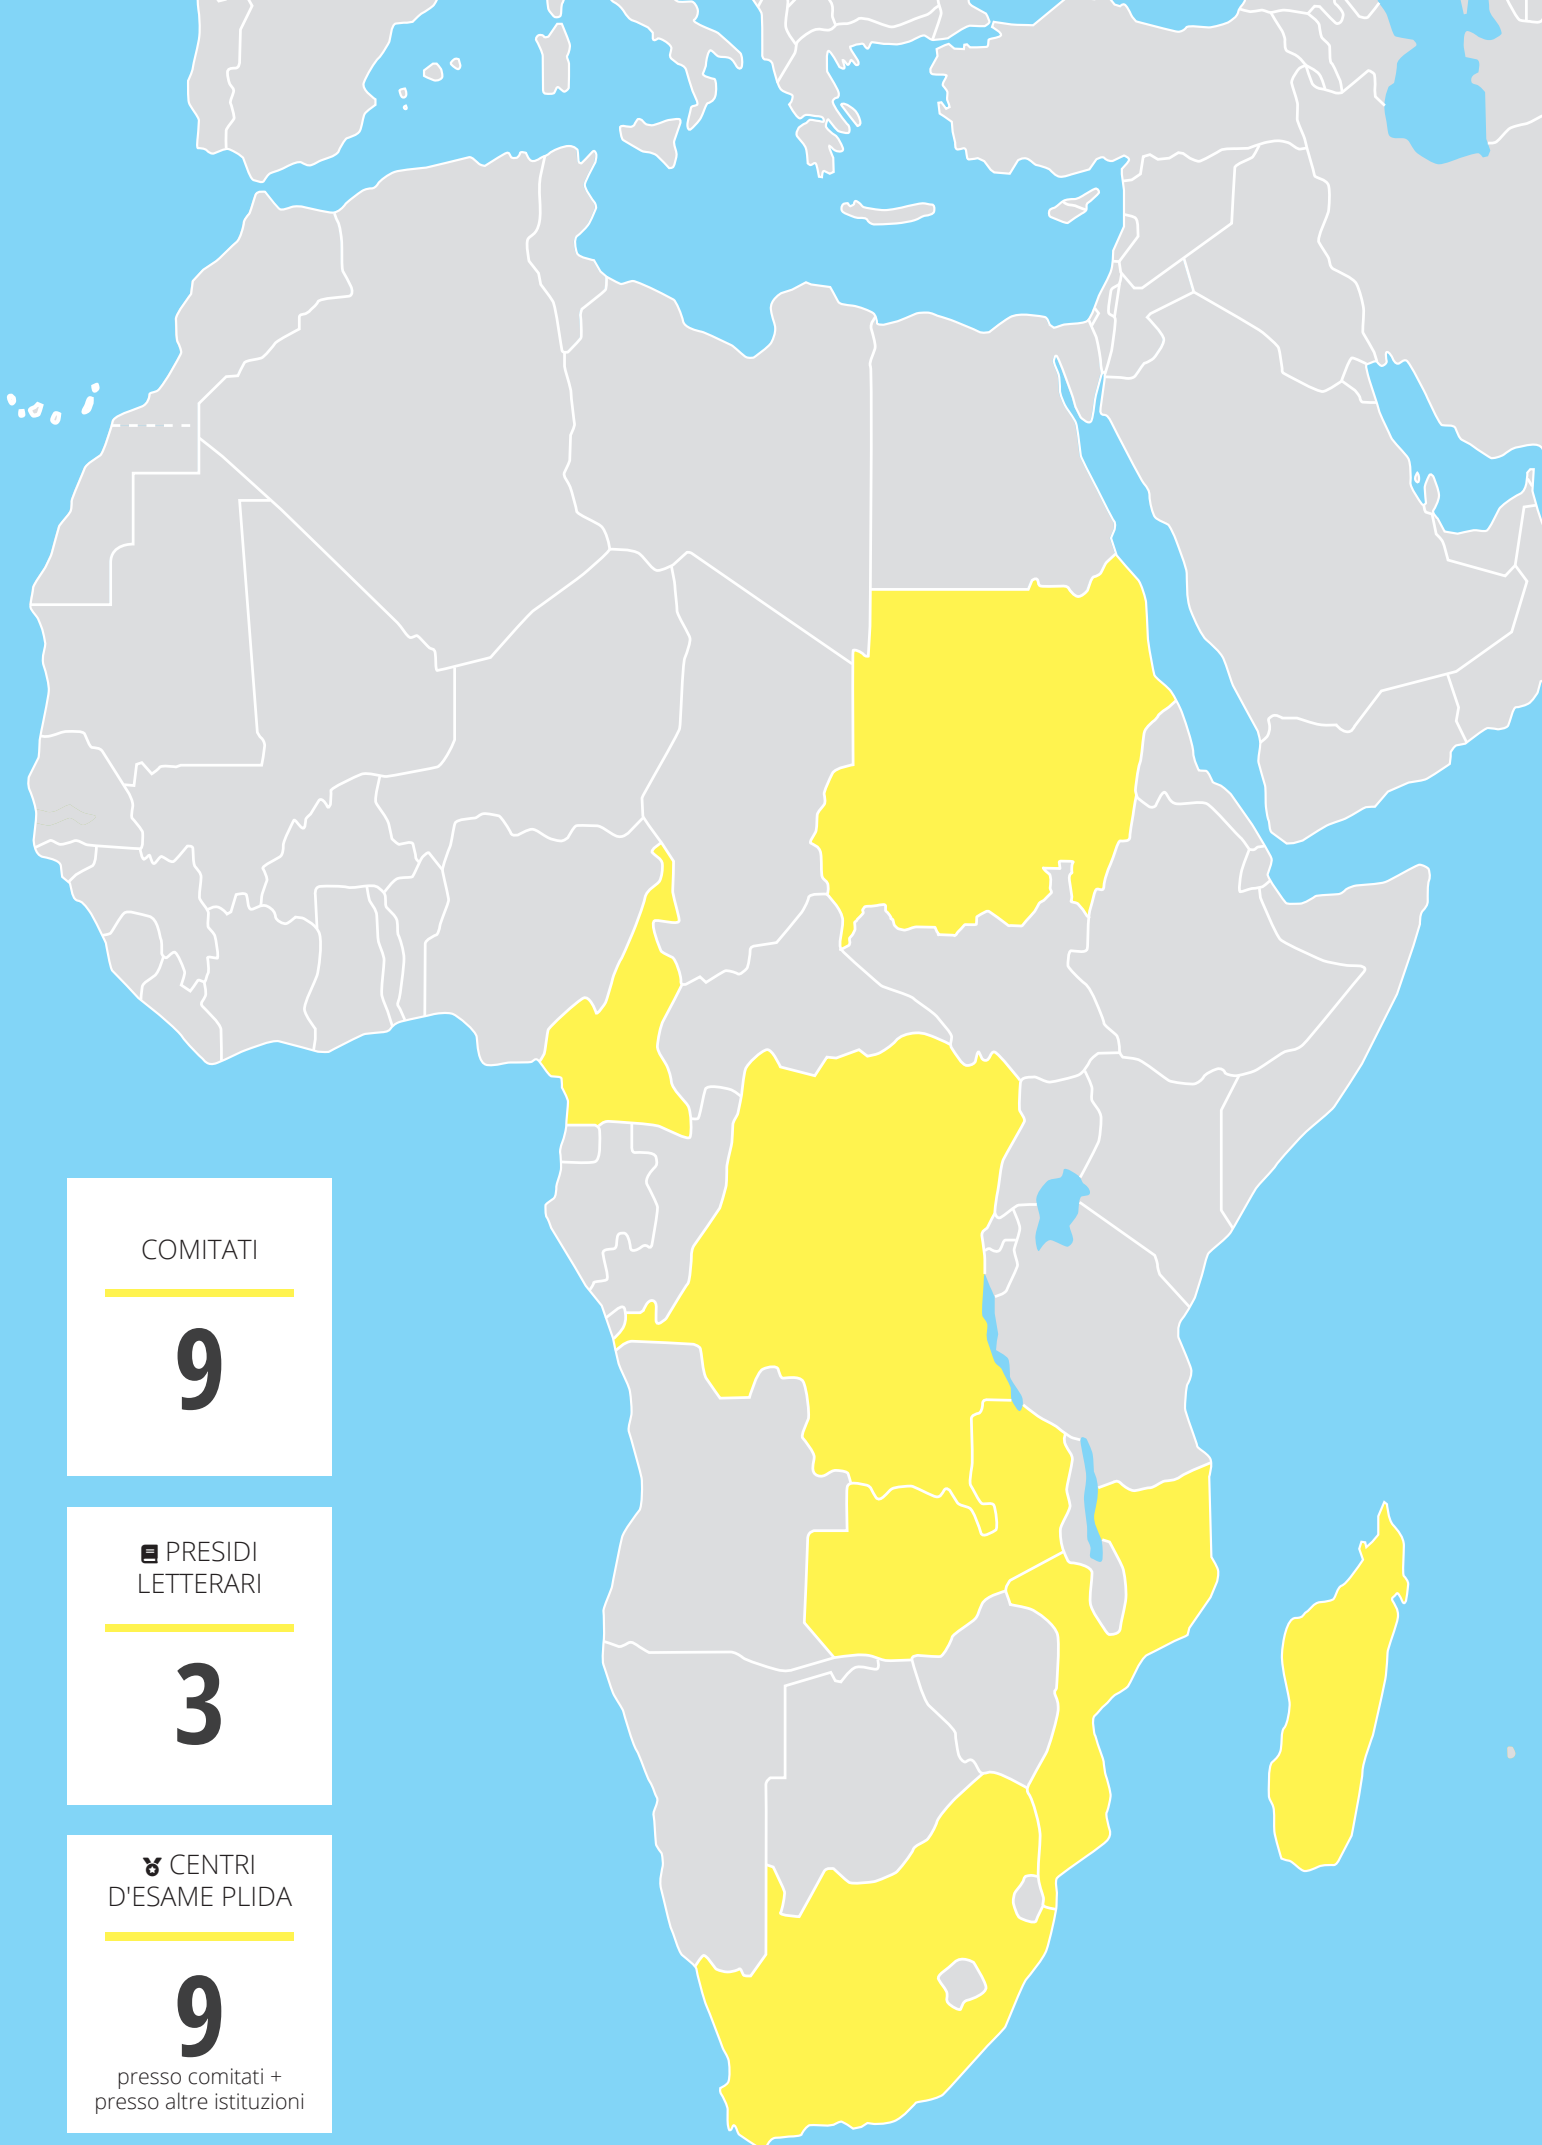 COMITATI
9
PRESIDI
LETTERARI
3
CENTRI
D'ESAME PLIDA
9
presso comitati +
presso altre istituzioni